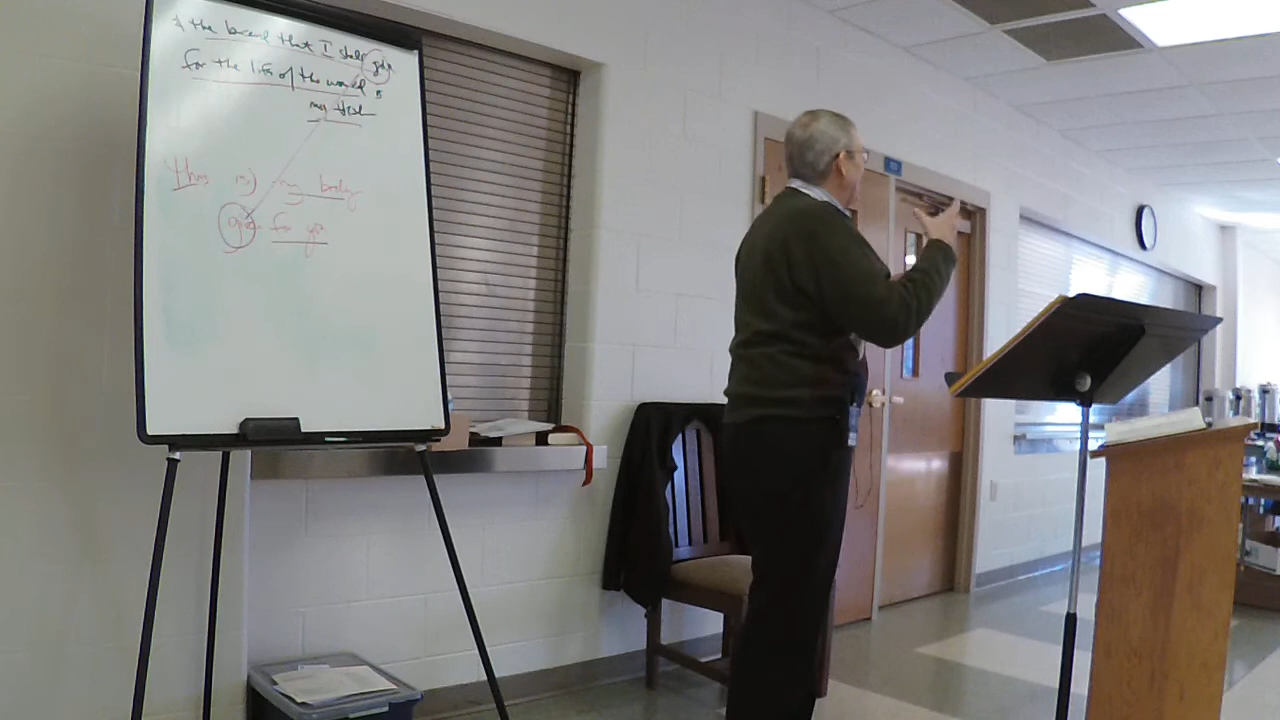 & the bread that I shall give
for the life of the world is
my flesh
this is my body
given for you